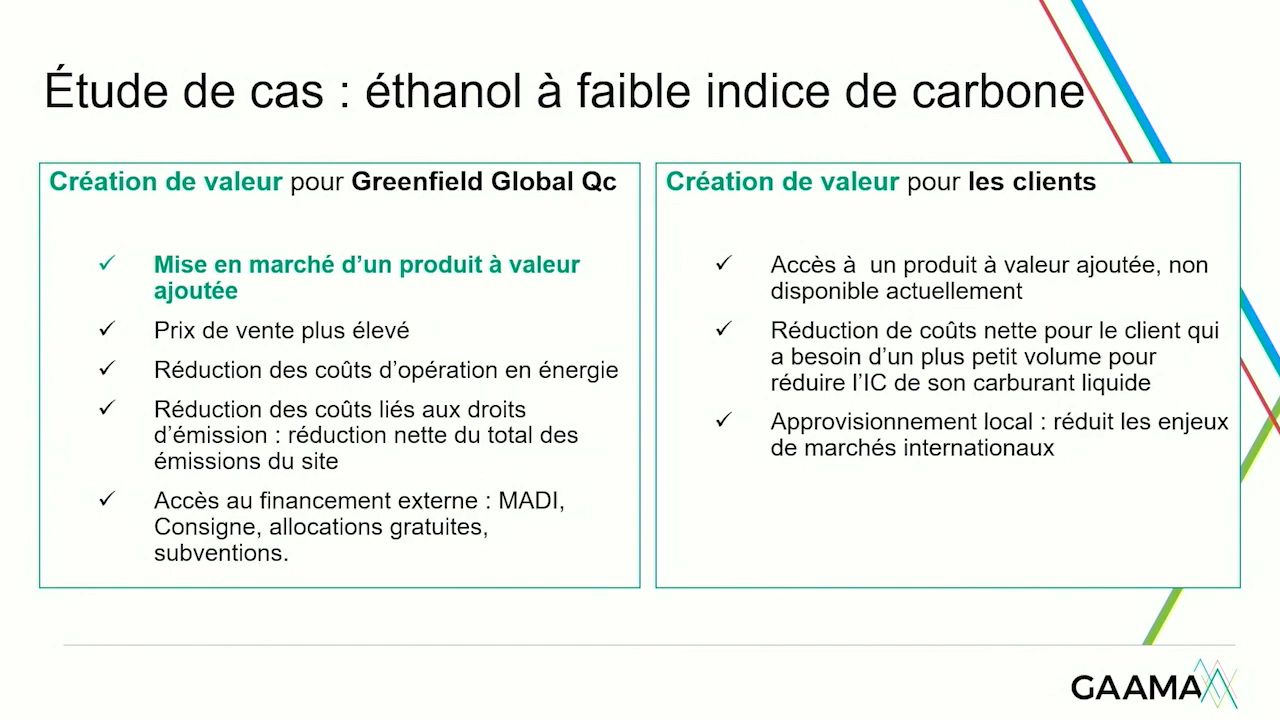 Étude de cas : éthanol à faible indice de carbone
Création de valeur pour Greenfield Global Qc
Mise en marché d’un produit à valeur
ajoutée
Prix de vente plus élevé
Réduction des coûts d’opération en énergie
Réduction des coûts liés aux droits
d’émission : réduction nette du total des
émissions du site
Accès au financement externe : MADI,
Consigne, allocations gratuites,
subventions.
Création de valeur pour les clients
Accès à  un produit à valeur ajoutée, non
disponible actuellement
Réduction de coûts nette pour le client qui
a besoin d’un plus petit volume pour
réduire l’IC de son carburant liquide
Approvisionnement local : réduit les enjeux
de marchés internationaux
GAAMA